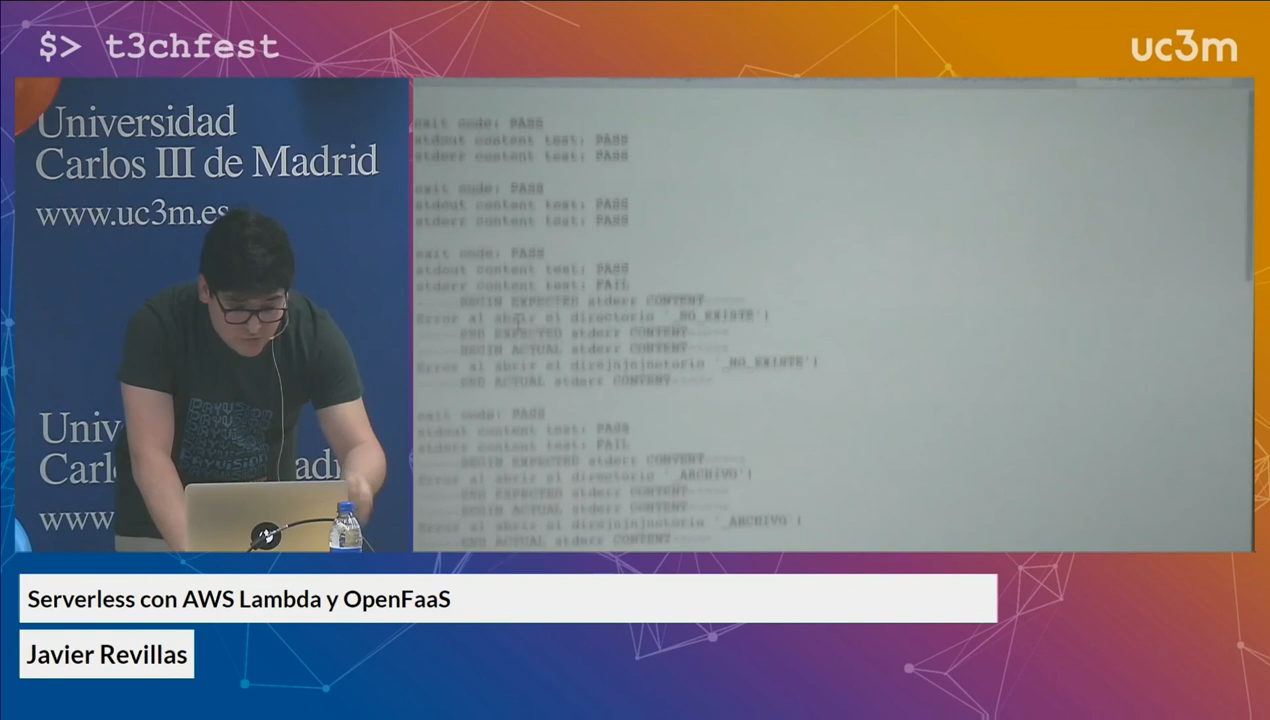 $> t3chfest
uc3m
Universidad
Carlos III de Madrid
www.uc3m.es
Univ
Carl
adri
www
PAYVISION
Payvision
exit code: PASS
stdout content test: PASS
stderr content test: PASS
exit code: PASS
stdout content test: PASS
stderr content test: PASS
exit code: PASS
stdout content test: PASS
stderr content test: FAIL
-----BEGIN EXPECTED stderr CONTENT-----
Error al abrir el directorio '_NO_EXISTE'!
-----END EXPECTED stderr CONTENT-----
-----BEGIN ACTUAL stderr CONTENT-----
Error al abrir el direjnjnjnctorio '_NO_EXISTE'!
-----END ACTUAL stderr CONTENT-----
exit code: PASS
stdout content test: PASS
stderr content test: FAIL
-----BEGIN EXPECTED stderr CONTENT-----
Error al abrir el directorio '_ARCHIVO'!
-----END EXPECTED stderr CONTENT-----
-----BEGIN ACTUAL stderr CONTENT-----
Error al abrir el direjnjnjnctorio '_ARCHIVO'!
-----END ACTUAL stderr CONTENT-----
Serverless con AWS Lambda y OpenFaaS
Javier Revillas